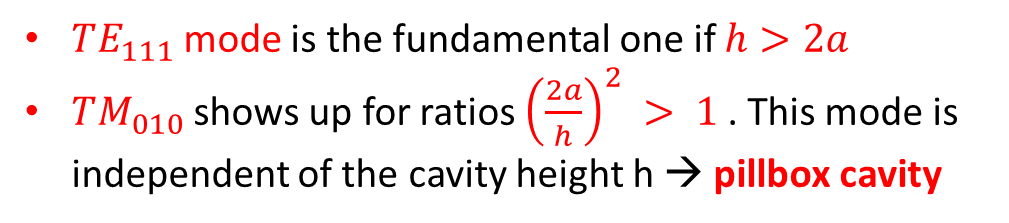 • TE₁₁₁ mode is the fundamental one if h > 2a
• TM₀₁₀ shows up for ratios (2a/h)² > 1 . This mode is
independent of the cavity height h → pillbox cavity